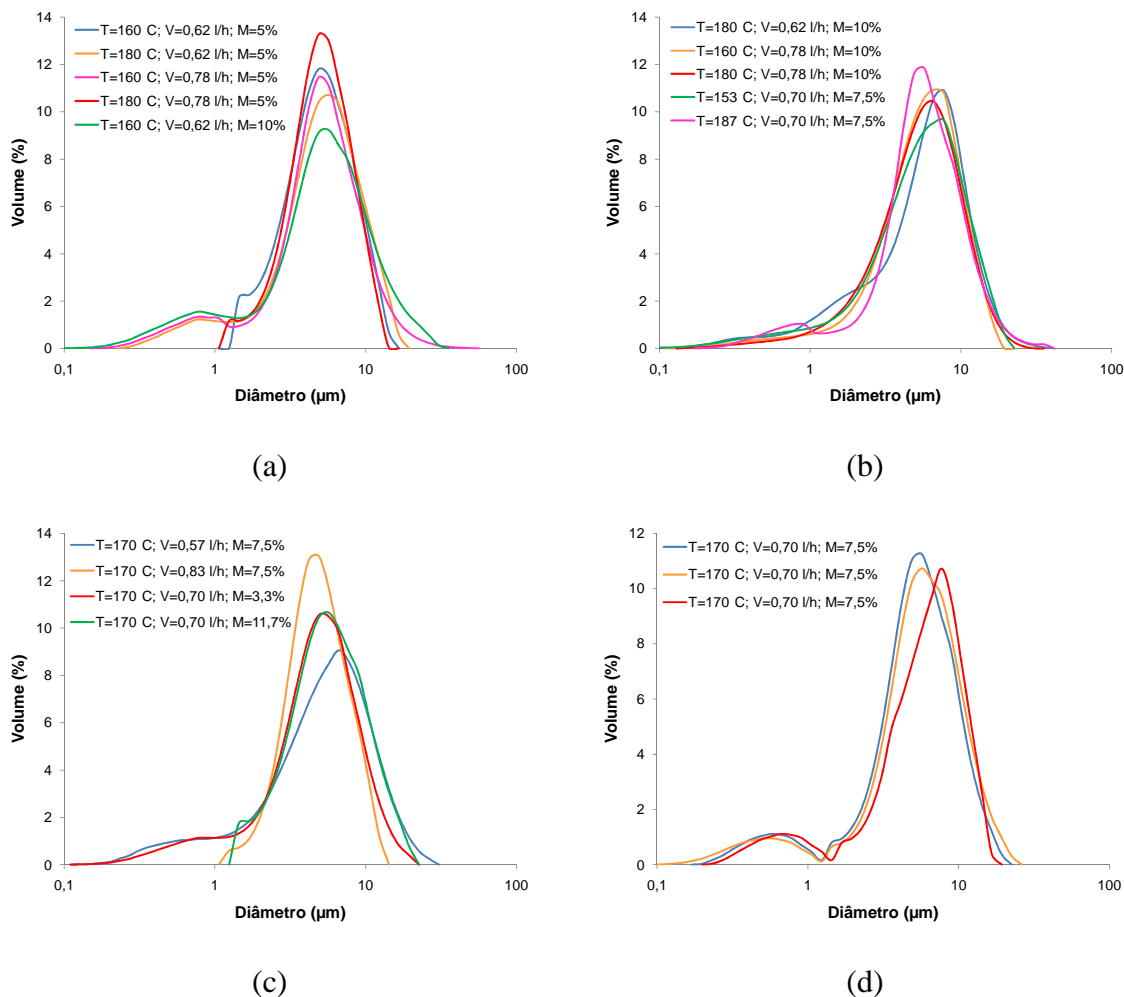 14
12
10
8
6
4
2
0
Volume (%)
T=160 C; V=0,62 l/h; M=5%
T=180 C; V=0,62 l/h; M=5%
T=160 C; V=0,78 l/h; M=5%
T=180 C; V=0,78 l/h; M=5%
T=160 C; V=0,62 l/h; M=10%
0,1 1 10 100
Diâmetro (µm)
(a)
14
12
10
8
6
4
2
0
Volume (%)
T=180 C; V=0,62 l/h; M=10%
T=160 C; V=0,78 l/h; M=10%
T=180 C; V=0,78 l/h; M=10%
T=153 C; V=0,70 l/h; M=7,5%
T=187 C; V=0,70 l/h; M=7,5%
0,1 1 10 100
Diâmetro (µm)
(b)
14
12
10
8
6
4
2
0
Volume (%)
T=170 C; V=0,57 l/h; M=7,5%
T=170 C; V=0,83 l/h; M=7,5%
T=170 C; V=0,70 l/h; M=3,3%
T=170 C; V=0,70 l/h; M=11,7%
0,1 1 10 100
Diâmetro (µm)
(c)
12
10
8
6
4
2
0
Volume (%)
T=170 C; V=0,70 l/h; M=7,5%
T=170 C; V=0,70 l/h; M=7,5%
T=170 C; V=0,70 l/h; M=7,5%
0,1 1 10 100
Diâmetro (µm)
(d)